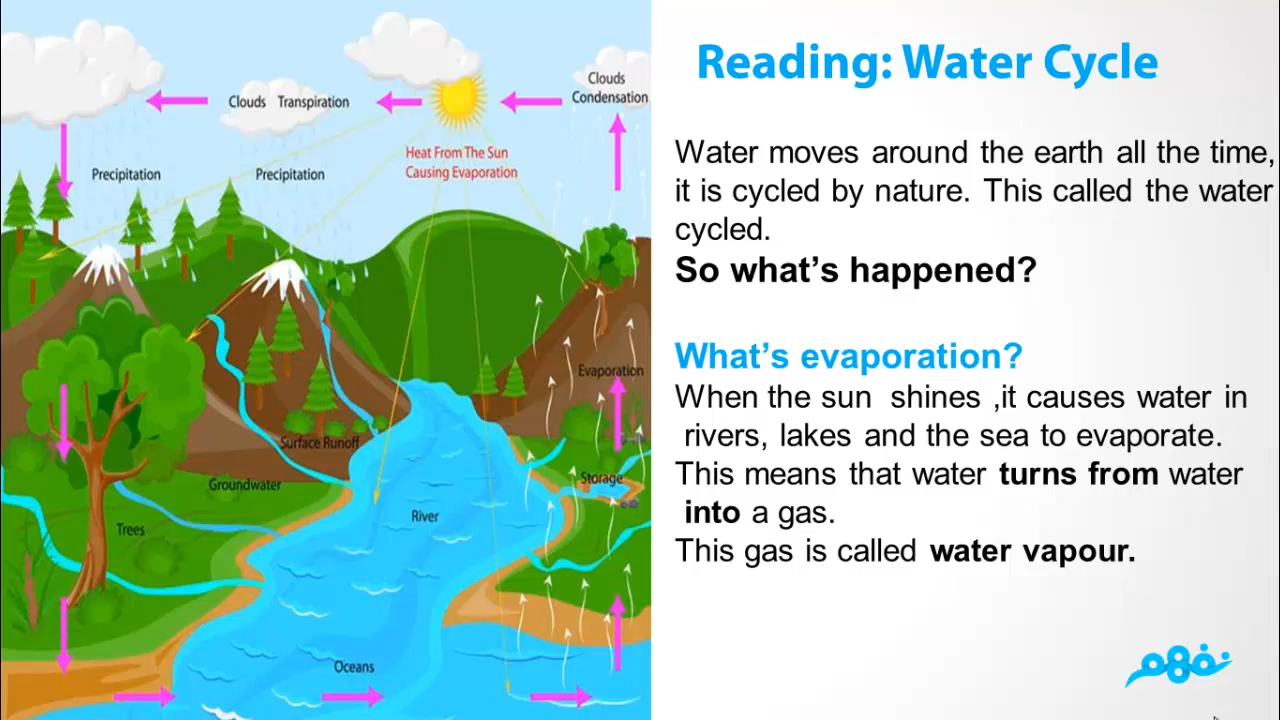 Reading: Water Cycle
Clouds
Condensation
Clouds Transpiration
Heat From The Sun
Causing Evaporation
Precipitation
Precipitation
Evaporation
Surface Runoff
Storage
Groundwater
River
Trees
Oceans
Water moves around the earth all the time,
it is cycled by nature. This called the water
cycled.
So what's happened?
What's evaporation?
When the sun shines ,it causes water in
rivers, lakes and the sea to evaporate.
This means that water turns from water
into a gas.
This gas is called water vapour.
نفهم